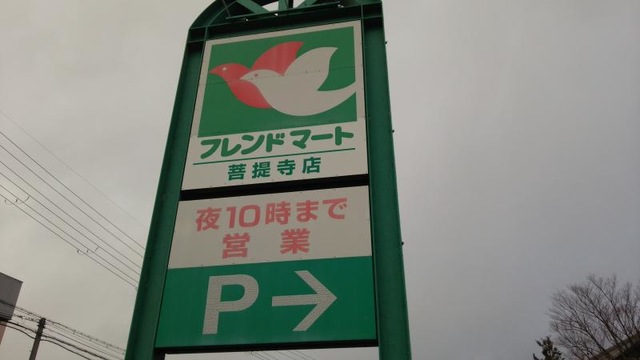 フレンドマート
菩提寺店
夜10時まで
営業
P→